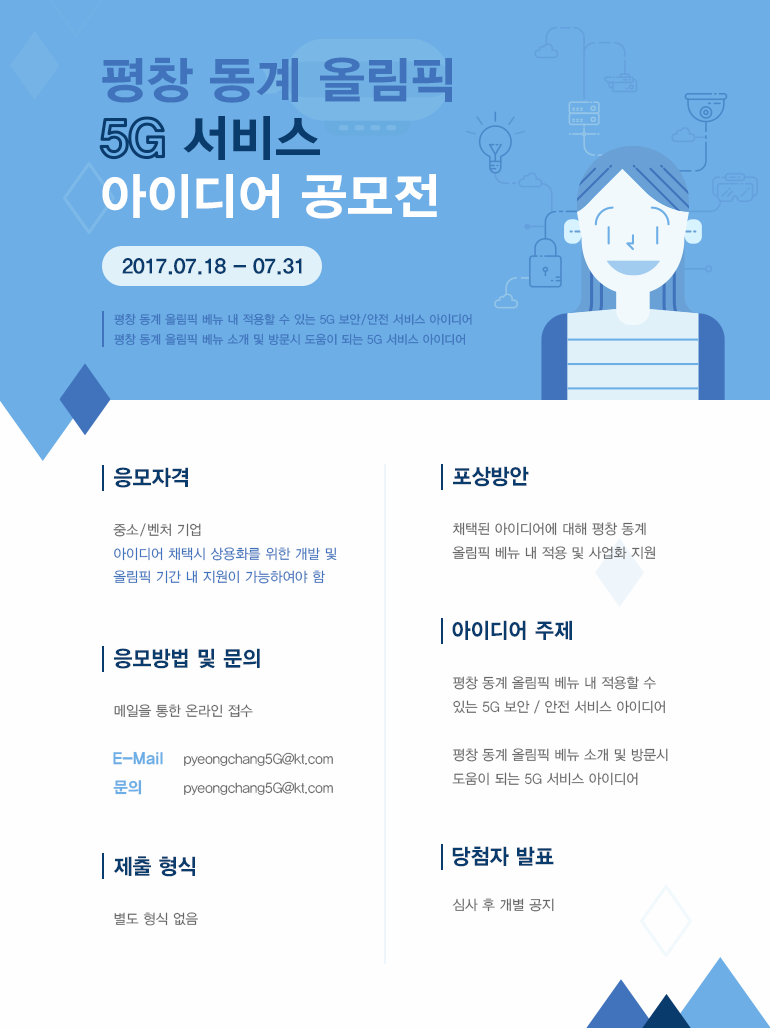 평창 동계 올림픽
5G 서비스
아이디어 공모전
2017.07.18 – 07.31
평창 동계 올림픽 베뉴 내 적용할 수 있는 5G 보안/안전 서비스 아이디어
평창 동계 올림픽 베뉴 소개 및 방문시 도움이 되는 5G 서비스 아이디어
응모자격
중소/벤처 기업
아이디어 채택시 상용화를 위한 개발 및
올림픽 기간 내 지원이 가능하여야 함
응모방법 및 문의
메일을 통한 온라인 접수
E-Mail pyeongchang5G@kt.com
문의 pyeongchang5G@kt.com
제출 형식
별도 형식 없음
포상방안
채택된 아이디어에 대해 평창 동계
올림픽 베뉴 내 적용 및 사업화 지원
아이디어 주제
평창 동계 올림픽 베뉴 내 적용할 수
있는 5G 보안 / 안전 서비스 아이디어
평창 동계 올림픽 베뉴 소개 및 방문시
도움이 되는 5G 서비스 아이디어
당첨자 발표
심사 후 개별 공지